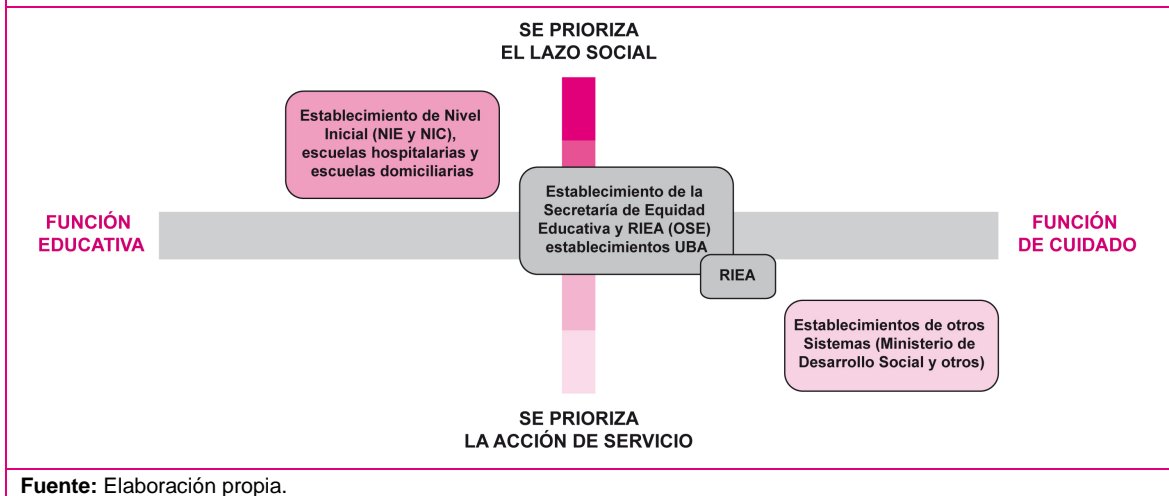 SE PRIORIZA
EL LAZO SOCIAL
Establecimiento de Nivel
Inicial (NIE y NIC),
escuelas hospitalarias y
escuelas domiciliarias
Establecimiento de la
Secretaría de Equidad
Educativa y RIEA (OSE)
establecimientos UBA
FUNCIÓN
EDUCATIVA
FUNCIÓN
DE CUIDADO
RIEA
Establecimientos de otros
Sistemas (Ministerio de
Desarrollo Social y otros)
SE PRIORIZA
LA ACCIÓN DE SERVICIO
Fuente: Elaboración propia.